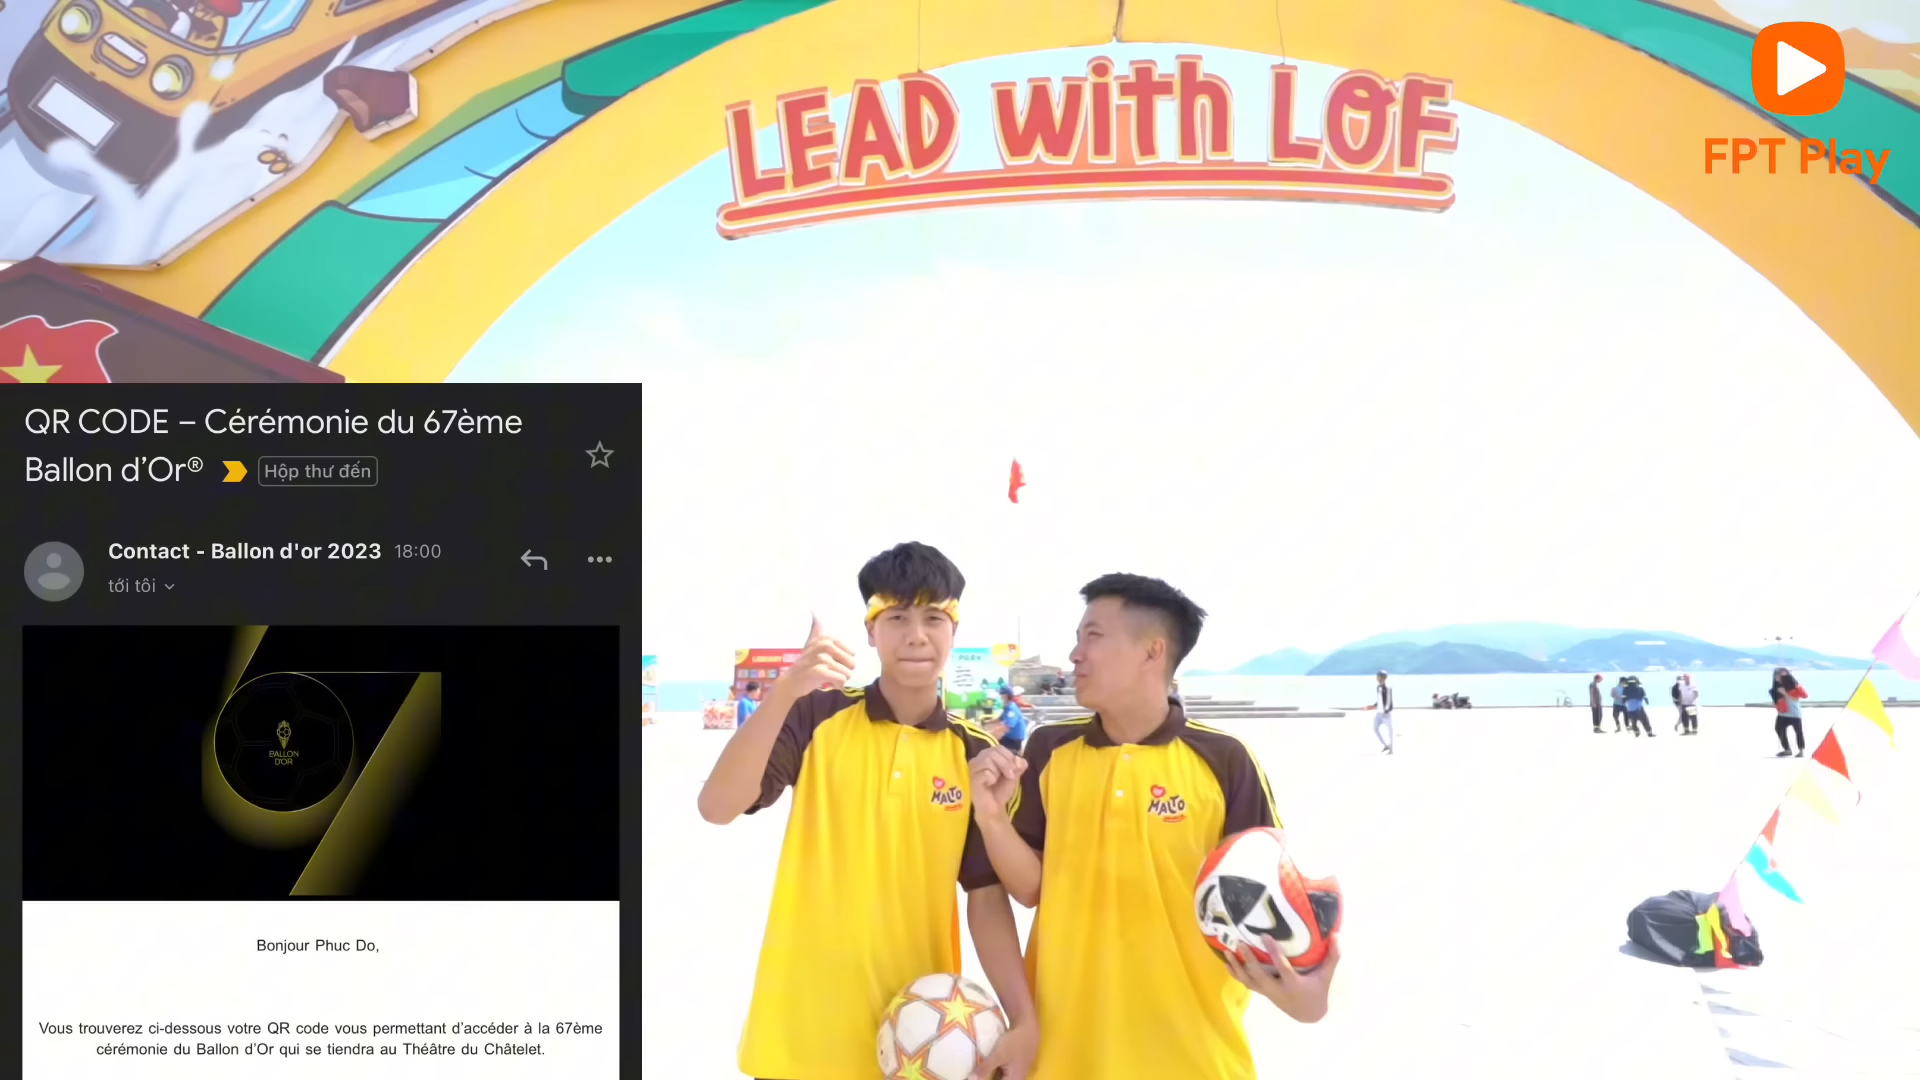 LEAD with LOF
FPT Play
QR CODE – Cérémonie du 67ème
Ballon d'Or® Hộp thư đến
Contact - Ballon d'or 2023 18:00
tới tôi
BALLON
D'OR
Bonjour Phuc Do,
Vous trouverez ci-dessous votre QR code vous permettant d'accéder à la 67ème
cérémonie du Ballon d'Or qui se tiendra au Théâtre du Châtelet.
LIBRARY
MALTO
MALTO